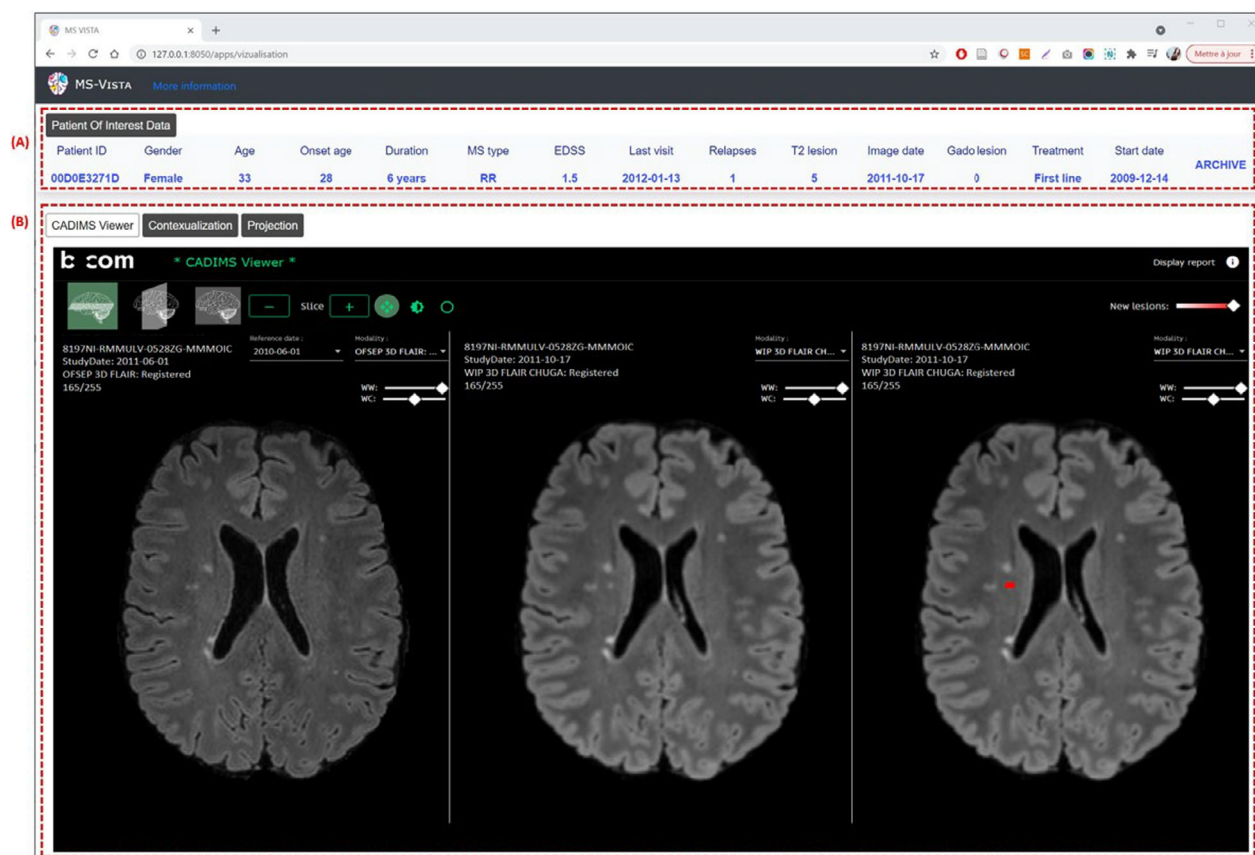 MS VISTA
127.0.0.1:8050/apps/vizualisation
Mettre à jour
MS-VISTA More information
(A)
Patient Of Interest Data
Patient ID Gender Age Onset age Duration MS type EDSS Last visit Relapses T2 lesion Image date Gado lesion Treatment Start date
00D0E3271D Female 33 28 6 years RR 1.5 2012-01-13 1 5 2011-10-17 0 First line 2009-12-14 ARCHIVE
(B)
CADIMS Viewer Contexualization Projection
b com * CADIMS Viewer * Display report
− Slice + New lesions:
8197NI-RMMULV-0528ZG-MMMOIC
StudyDate: 2011-06-01
OFSEP 3D FLAIR: Registered
165/255
Reference date :
2010-06-01
Modality :
OFSEP 3D FLAIR: ...
WW:
WC:
8197NI-RMMULV-0528ZG-MMMOIC
StudyDate: 2011-10-17
WIP 3D FLAIR CHUGA: Registered
165/255
Modality :
WIP 3D FLAIR CH...
WW:
WC:
8197NI-RMMULV-0528ZG-MMMOIC
StudyDate: 2011-10-17
WIP 3D FLAIR CHUGA: Registered
165/255
Modality :
WIP 3D FLAIR CH...
WW:
WC: